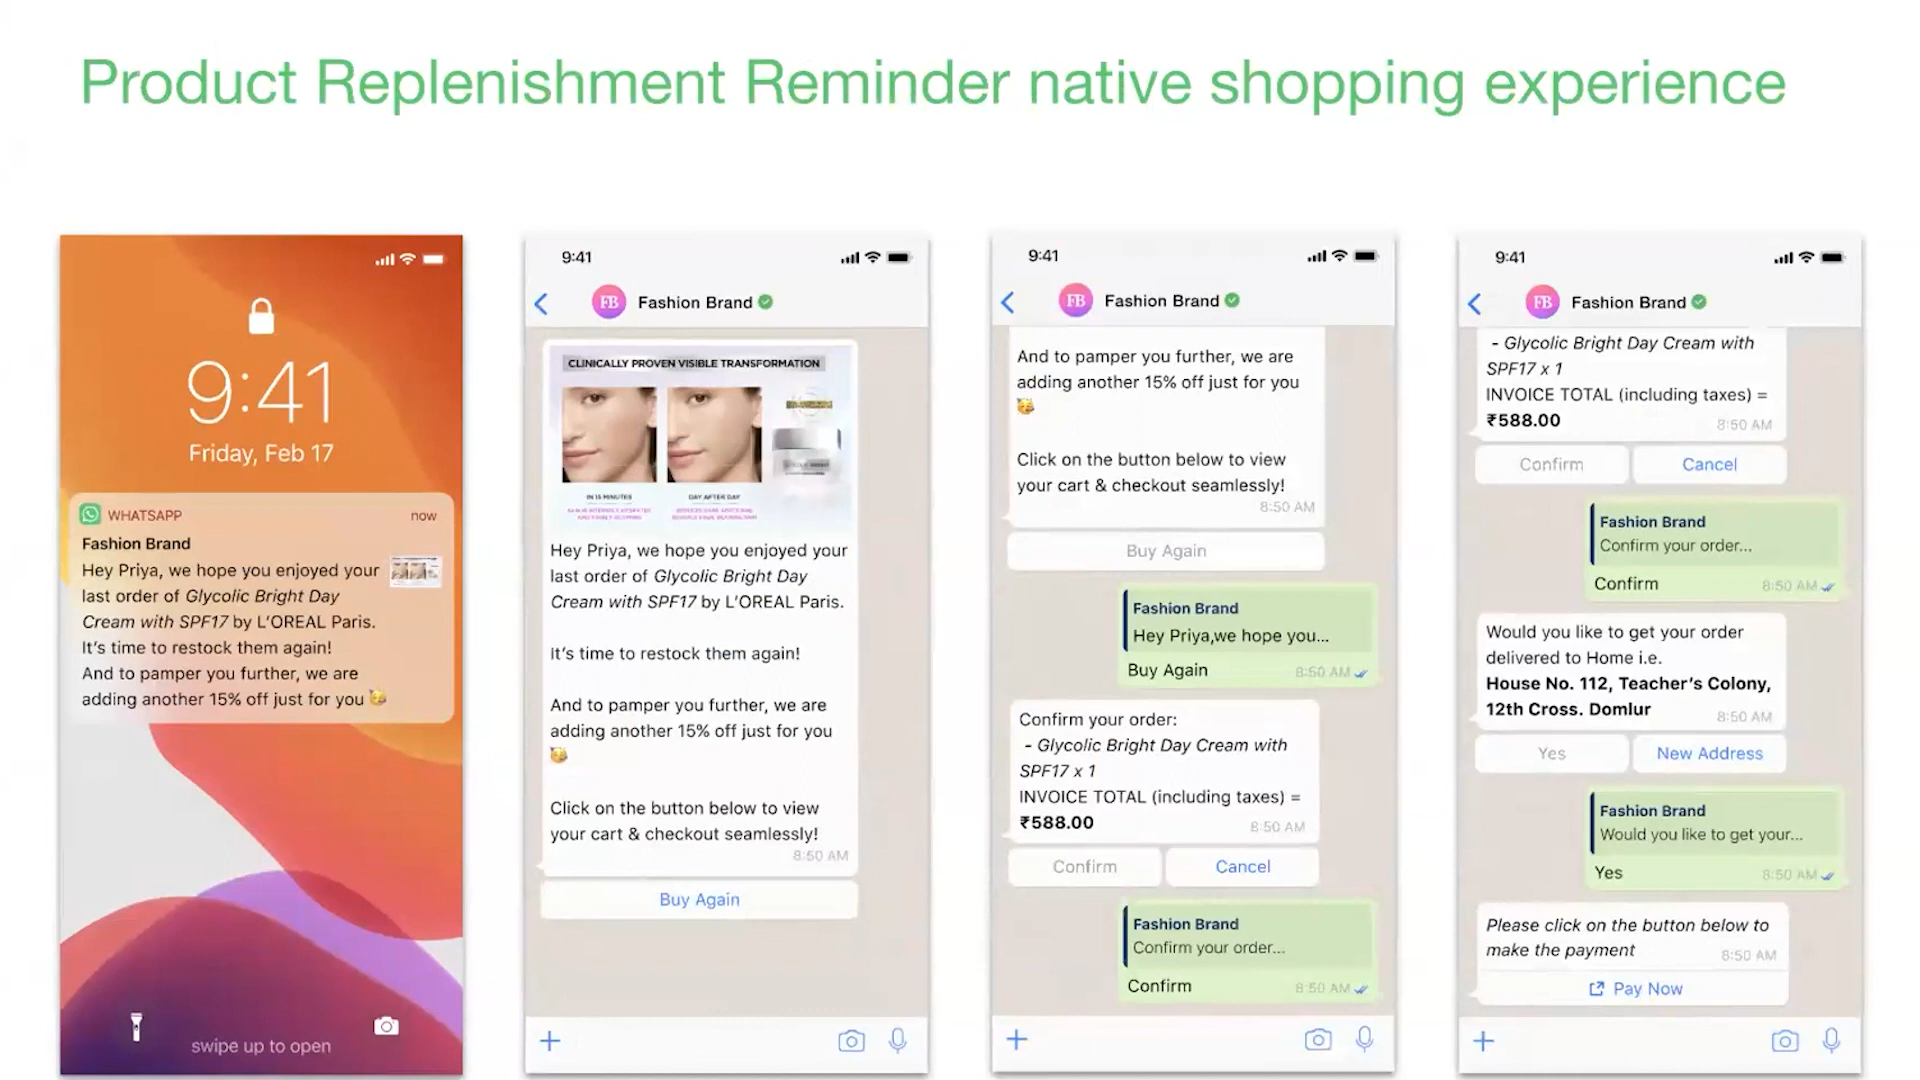 Product Replenishment Reminder native shopping experience
9:41
Friday, Feb 17
WHATSAPP now
Fashion Brand
Hey Priya, we hope you enjoyed your
last order of Glycolic Bright Day
Cream with SPF17 by L'OREAL Paris.
It's time to restock them again!
And to pamper you further, we are
adding another 15% off just for you 🥳
swipe up to open
9:41
FB Fashion Brand
CLINICALLY PROVEN VISIBLE TRANSFORMATION
IN 15 MINUTES
DAY AFTER DAY
Hey Priya, we hope you enjoyed your
last order of Glycolic Bright Day
Cream with SPF17 by L'OREAL Paris.
It's time to restock them again!
And to pamper you further, we are
adding another 15% off just for you
🥳
Click on the button below to view
your cart & checkout seamlessly!
8:50 AM
Buy Again
9:41
FB Fashion Brand
And to pamper you further, we are
adding another 15% off just for you
🥳
Click on the button below to view
your cart & checkout seamlessly!
8:50 AM
Buy Again
Fashion Brand
Hey Priya,we hope you...
Buy Again 8:50 AM
Confirm your order:
- Glycolic Bright Day Cream with
SPF17 x 1
INVOICE TOTAL (including taxes) =
₹588.00 8:50 AM
Confirm Cancel
Fashion Brand
Confirm your order...
Confirm 8:50 AM
9:41
FB Fashion Brand
- Glycolic Bright Day Cream with
SPF17 x 1
INVOICE TOTAL (including taxes) =
₹588.00 8:50 AM
Confirm Cancel
Fashion Brand
Confirm your order...
Confirm 8:50 AM
Would you like to get your order
delivered to Home i.e.
House No. 112, Teacher's Colony,
12th Cross. Domlur 8:50 AM
Yes New Address
Fashion Brand
Would you like to get your...
Yes 8:50 AM
Please click on the button below to
make the payment 8:50 AM
Pay Now